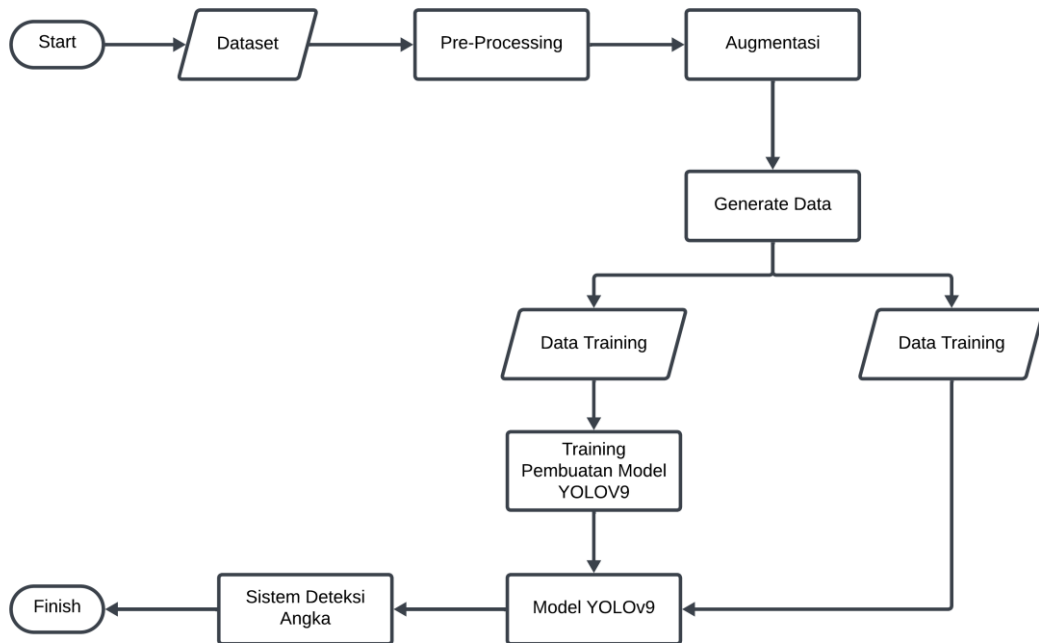 Start
Dataset
Pre-Processing
Augmentasi
Generate Data
Data Training
Data Training
Training
Pembuatan Model
YOLOV9
Finish
Sistem Deteksi
Angka
Model YOLOv9